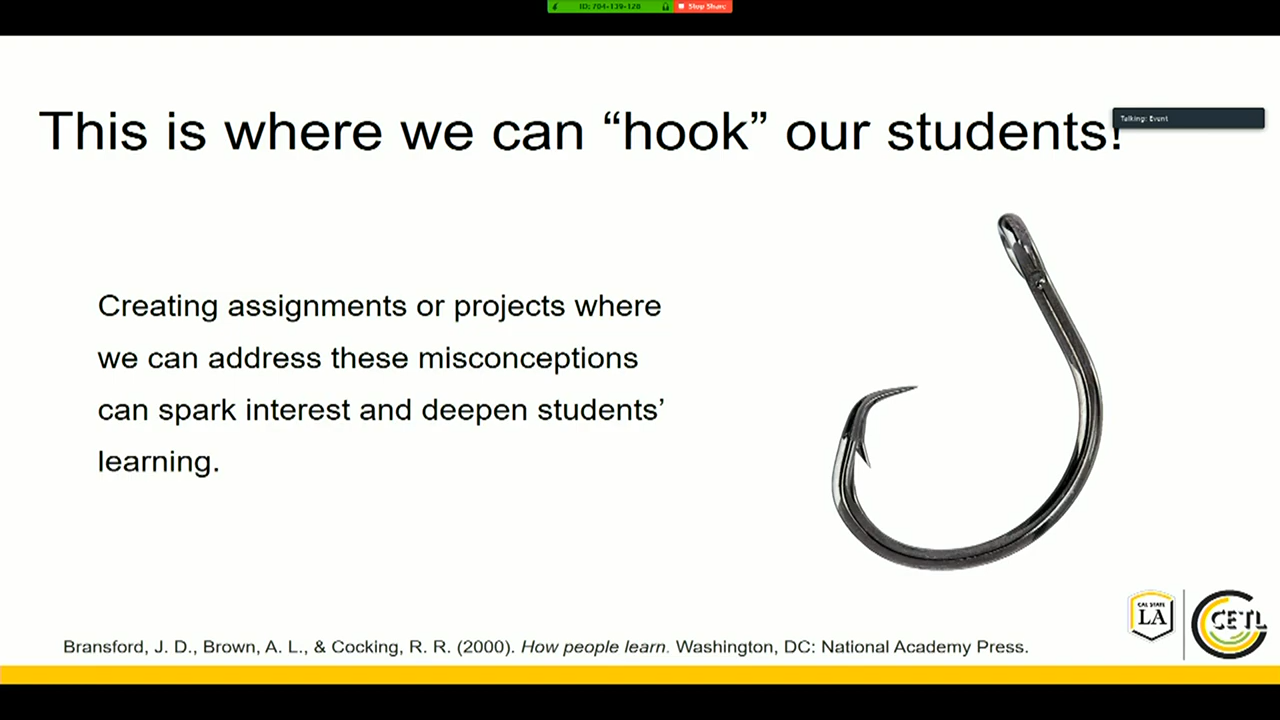 ID: 704-139-128 Stop Share
This is where we can “hook” our students!
Talking: Event
Creating assignments or projects where
we can address these misconceptions
can spark interest and deepen students’
learning.
CAL STATE
LA
CETL
Bransford, J. D., Brown, A. L., & Cocking, R. R. (2000). How people learn. Washington, DC: National Academy Press.